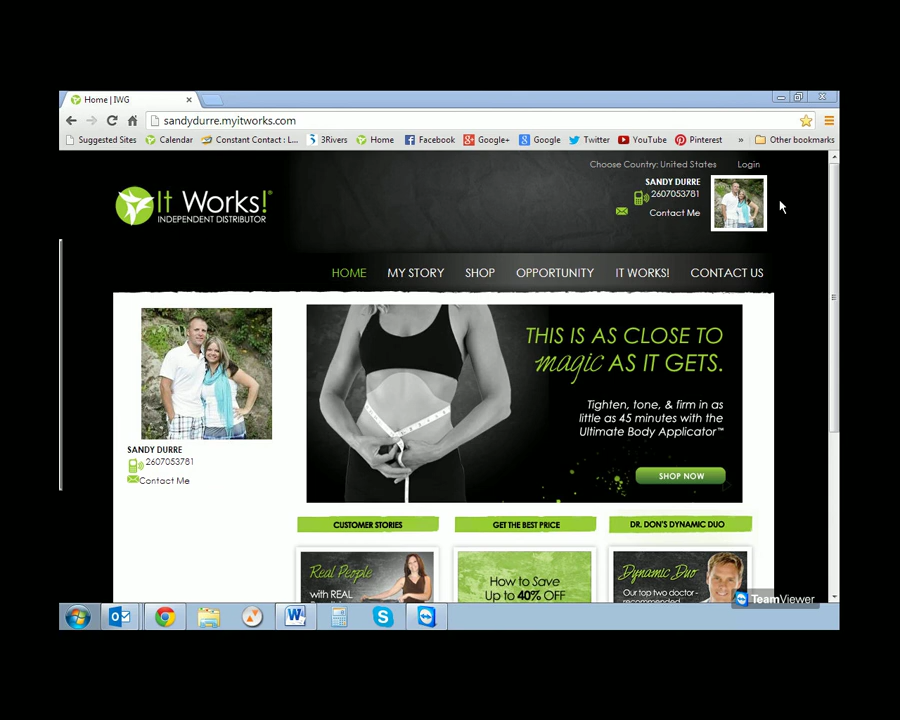 Home | IWG
sandydurre.myitworks.com
Suggested Sites Calendar Constant Contact : L... 3Rivers Home Facebook Google+ Google Twitter YouTube Pinterest » Other bookmarks
Choose Country: United States Login
SANDY DURRE
2607053781
Contact Me
It Works!®
INDEPENDENT DISTRIBUTOR
HOME MY STORY SHOP OPPORTUNITY IT WORKS! CONTACT US
THIS IS AS CLOSE TO
magic AS IT GETS.
Tighten, tone, & firm in as
little as 45 minutes with the
Ultimate Body Applicator™
SHOP NOW
SANDY DURRE
2607053781
Contact Me
CUSTOMER STORIES GET THE BEST PRICE DR. DON'S DYNAMIC DUO
Real People
with REAL
How to Save
Up to 40% OFF
Dynamic Duo
Our top two doctor-
recommended
TeamViewer